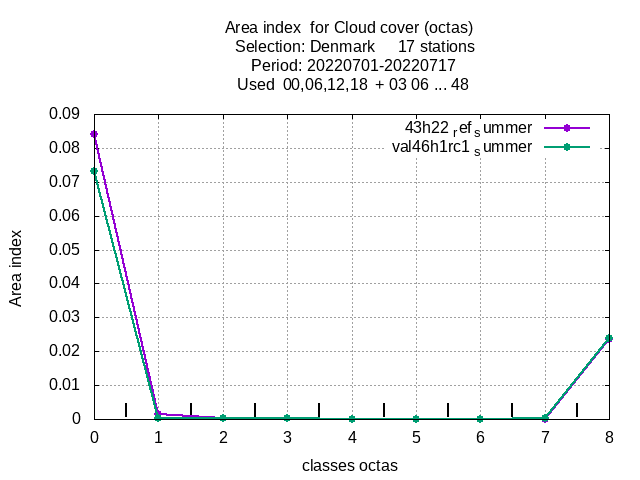 Area index for Cloud cover (octas)
Selection: Denmark 17 stations
Period: 20220701-20220717
Used 00,06,12,18 + 03 06 ... 48
43h22ref_summer
val46h1rc1_summer
0.09
0.08
0.07
0.06
0.05
0.04
0.03
0.02
0.01
0
Area index
0 1 2 3 4 5 6 7 8
classes octas